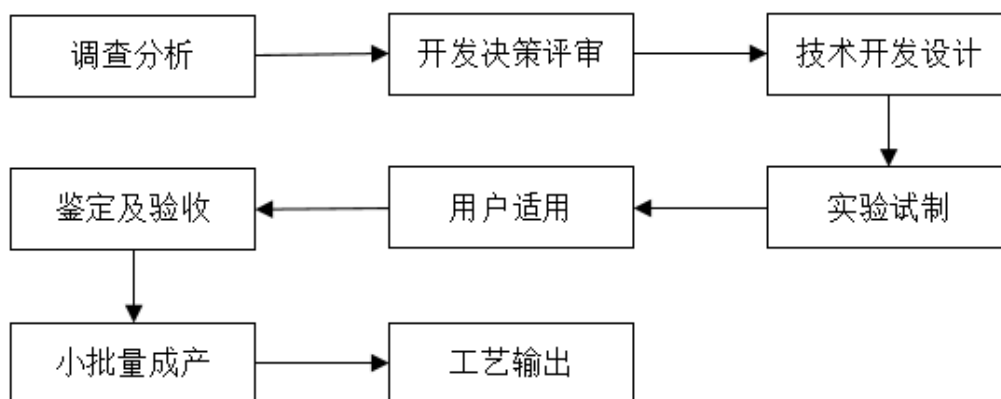 调查分析
开发决策评审
技术开发设计
实验试制
用户适用
鉴定及验收
小批量成产
工艺输出